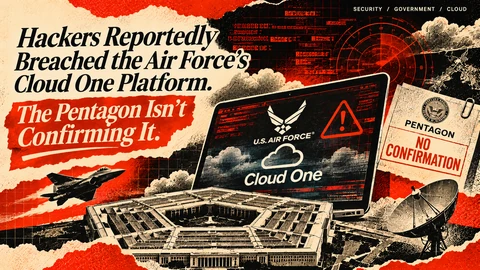 SECURITY / GOVERNMENT / CLOUD
Hackers Reportedly
Breached the Air Force's
Cloud One Platform.
The Pentagon Isn't
Confirming It.
U.S. AIR FORCE
Cloud One
PENTAGON
NO
CONFIRMATION